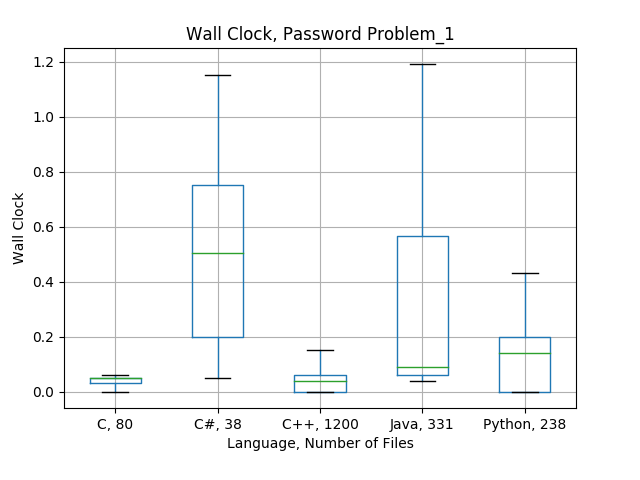 Wall Clock, Password Problem_1
1.2
1.0
0.8
0.6
0.4
0.2
0.0
Wall Clock
C, 80
C#, 38
C++, 1200
Java, 331
Python, 238
Language, Number of Files